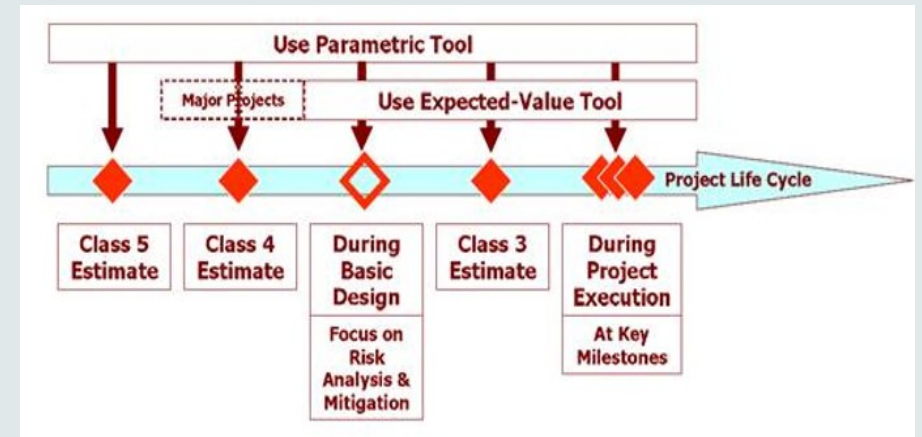 Use Parametric Tool
Major Projects
Use Expected-Value Tool
Project Life Cycle
Class 5
Estimate
Class 4
Estimate
During
Basic
Design
Focus on
Risk
Analysis &
Mitigation
Class 3
Estimate
During
Project
Execution
At Key
Milestones